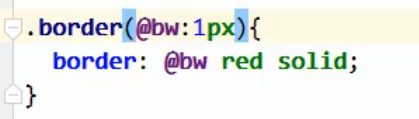 .border(@bw:1px){
border: @bw red solid;
}